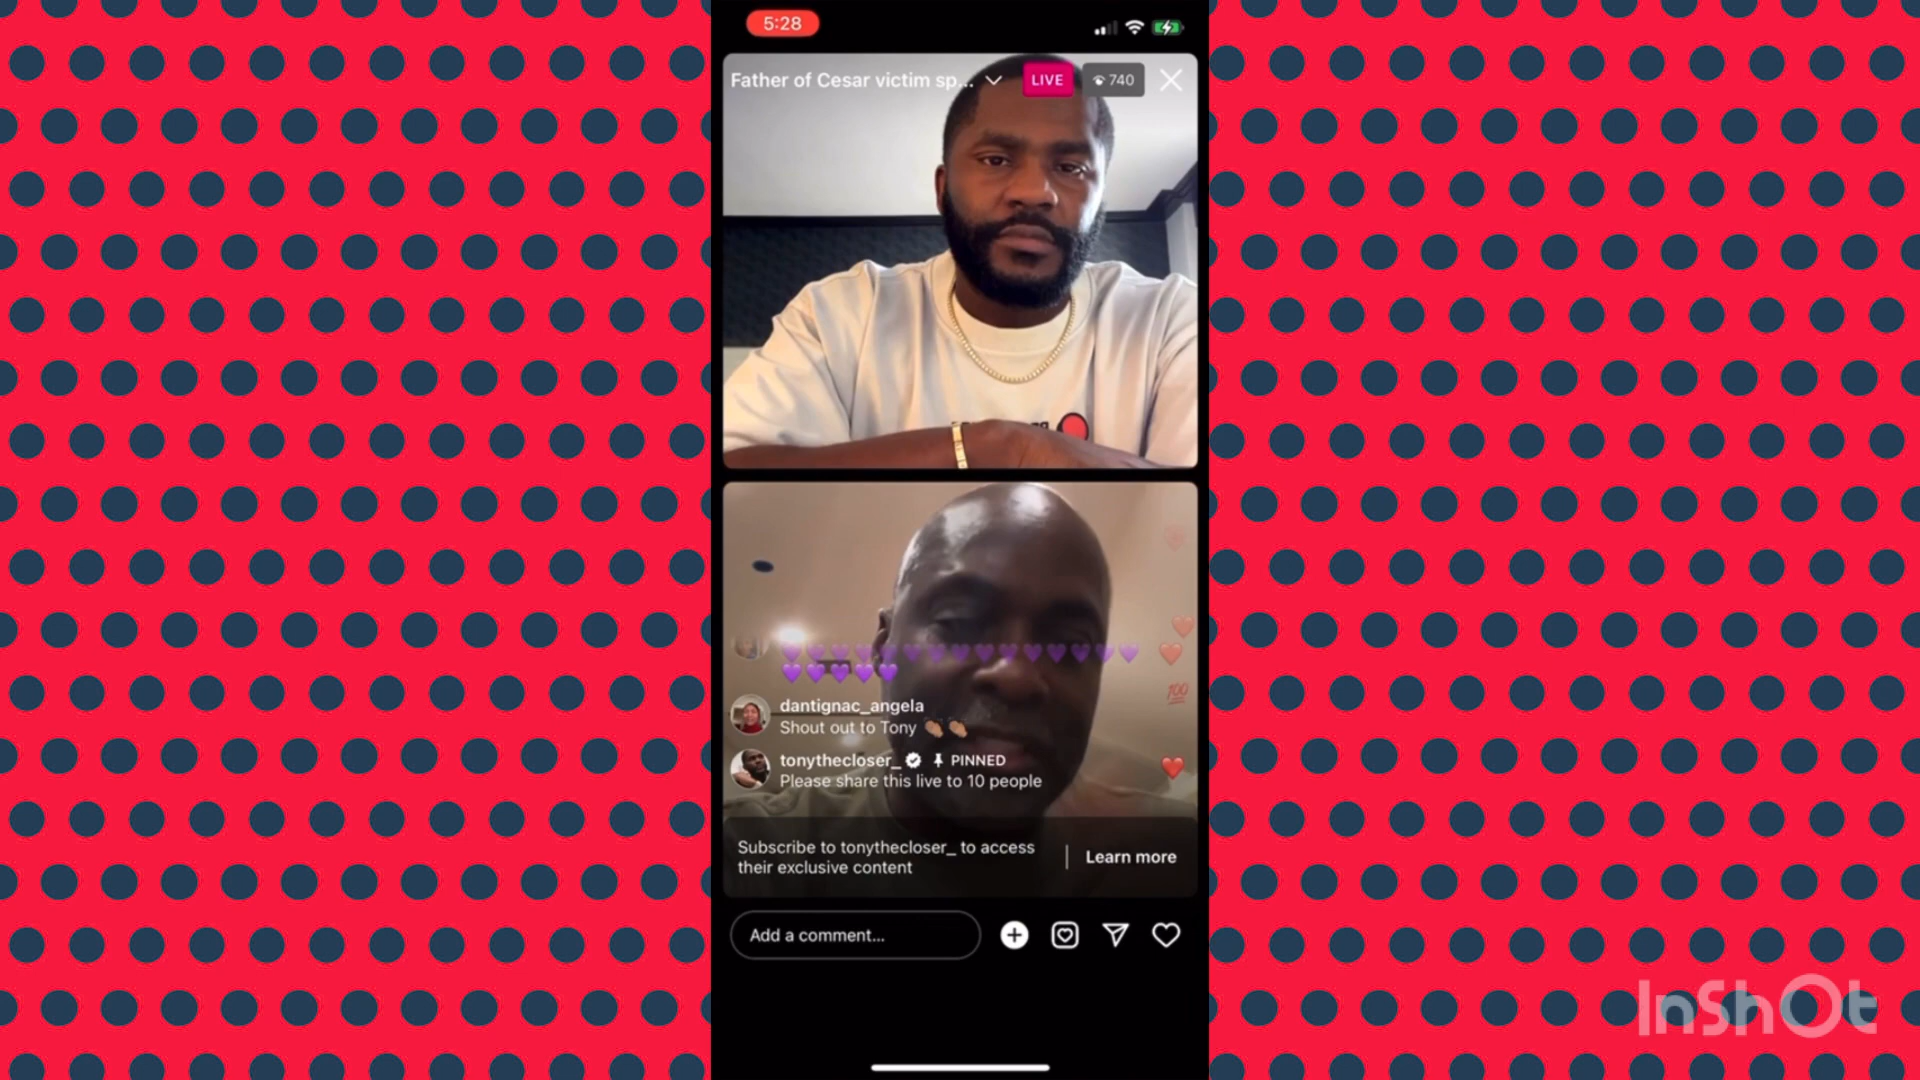 5:28
Father of Cesar victim sp...
LIVE
740
100
dantignac_angela
Shout out to Tony
tonythecloser_ PINNED
Please share this live to 10 people
Subscribe to tonythecloser_ to access
their exclusive content
Learn more
Add a comment...
InShOt